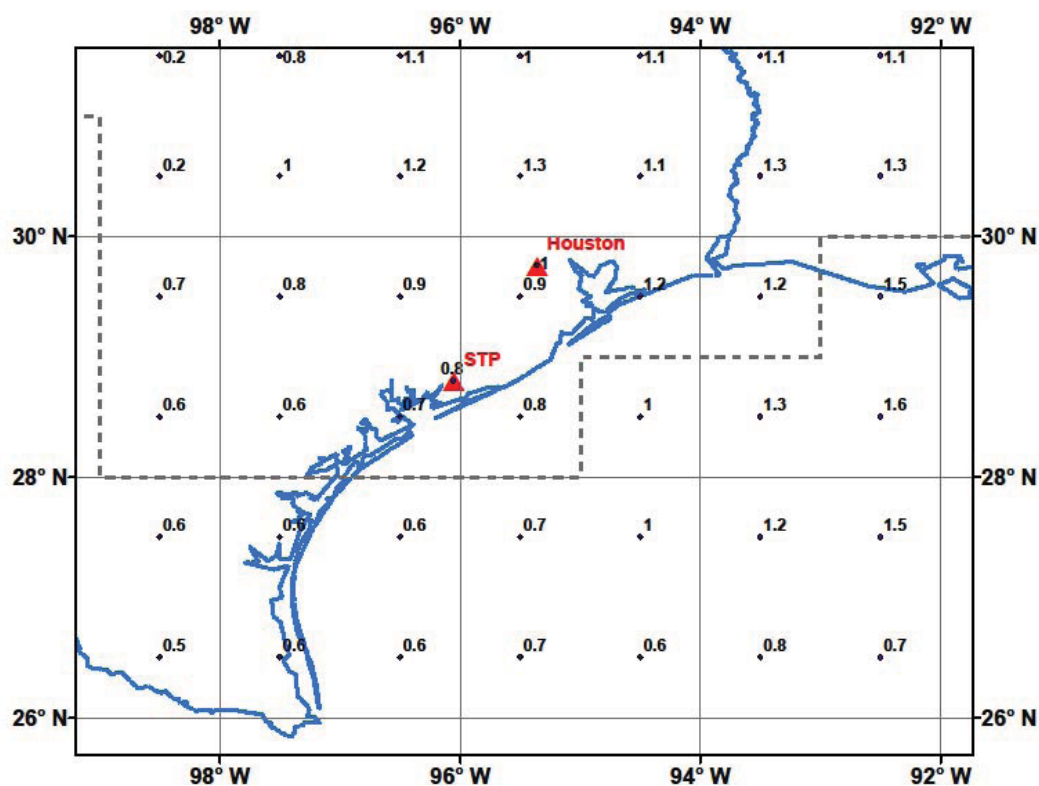 98° W 96° W 94° W 92° W
0.2 0.8 1.1 1 1.1 1.1 1.1
0.2 1 1.2 1.3 1.1 1.3 1.3
30° N 30° N
Houston
1
0.7 0.8 0.9 0.9 1.2 1.2 1.5
STP
0.8
0.6 0.6 0.7 0.8 1 1.3 1.6
28° N 28° N
0.6 0.6 0.6 0.7 1 1.2 1.5
0.5 0.6 0.6 0.7 0.6 0.8 0.7
26° N 26° N
98° W 96° W 94° W 92° W